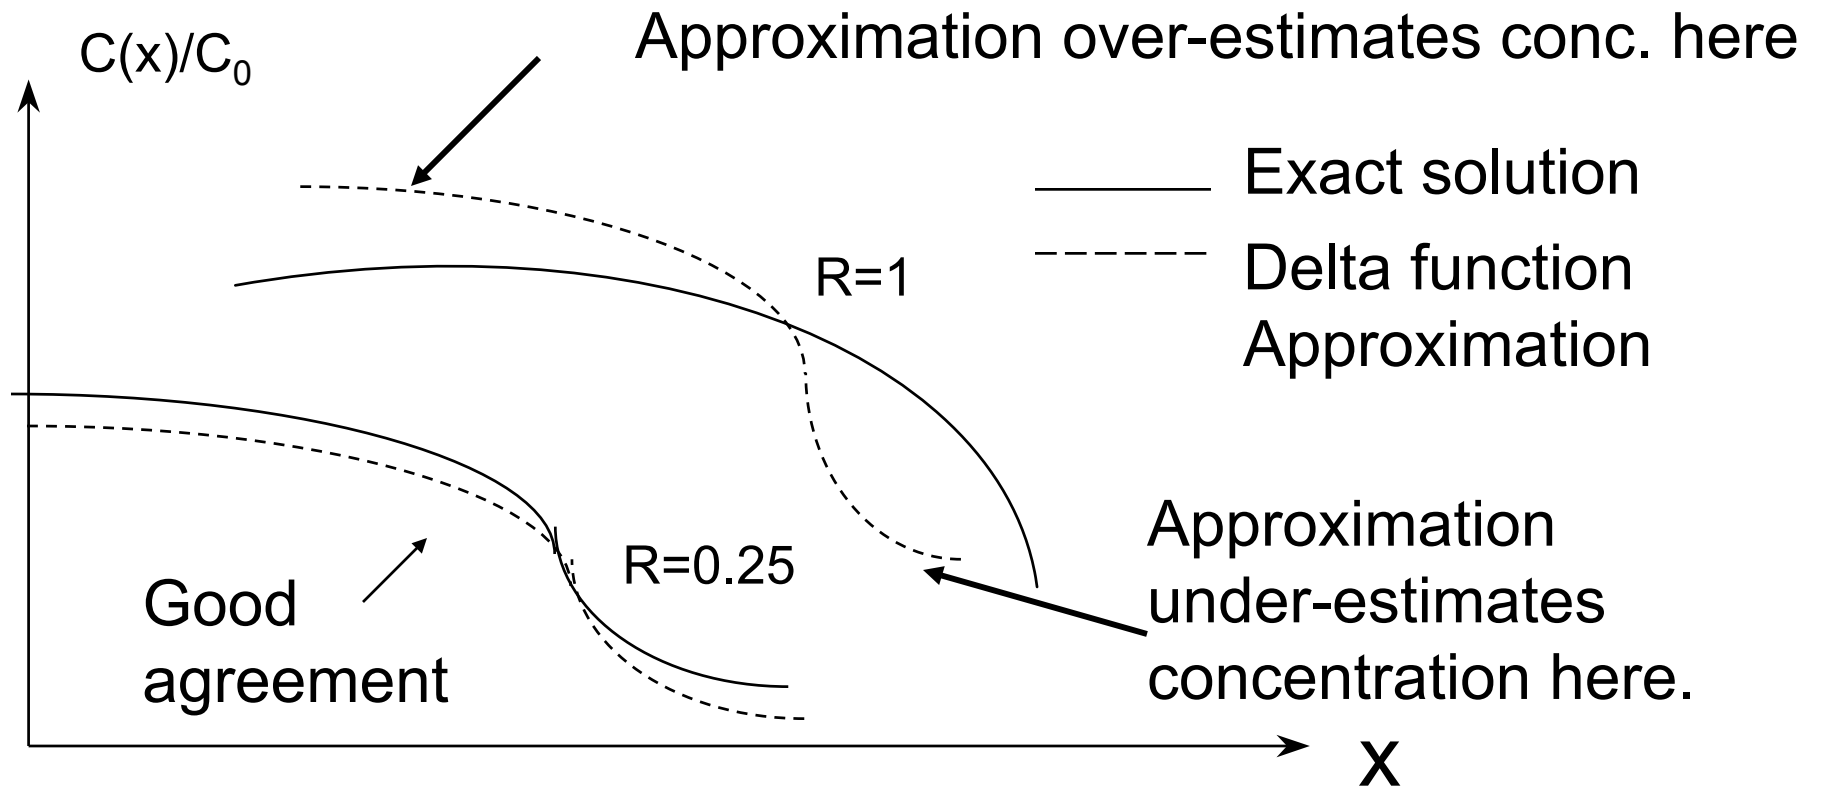 Approximation over-estimates conc. here
C(x)/C₀
Exact solution
Delta function
Approximation
R=1
R=0.25
Good
agreement
Approximation
under-estimates
concentration here.
x